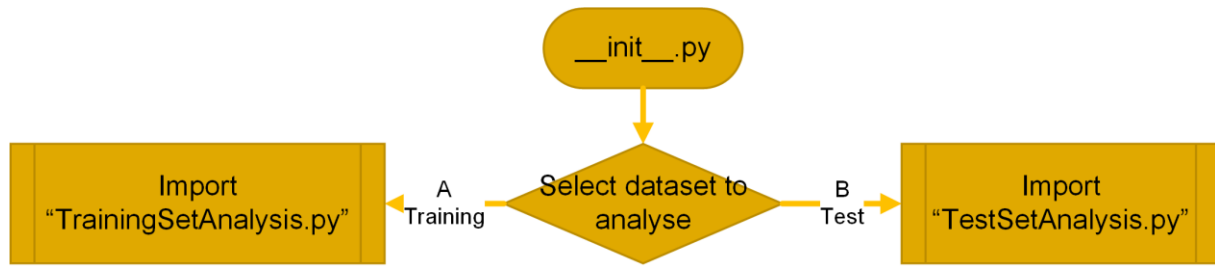 __init__.py
Import
“TrainingSetAnalysis.py”
A
Training
Select dataset to
analyse
B
Test
Import
“TestSetAnalysis.py”